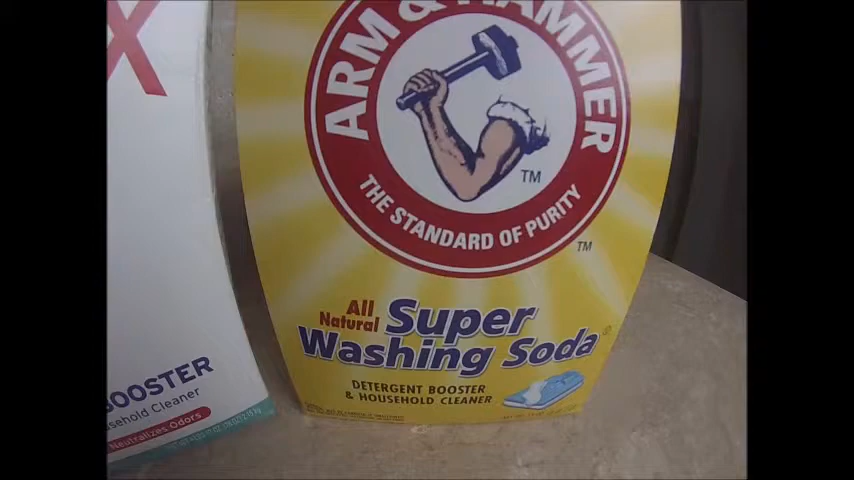 X
BOOSTER
Household Cleaner
Neutralizes Odors
ARM & HAMMER
TM
THE STANDARD OF PURITY
TM
All Natural
Super
Washing Soda
DETERGENT BOOSTER
& HOUSEHOLD CLEANER